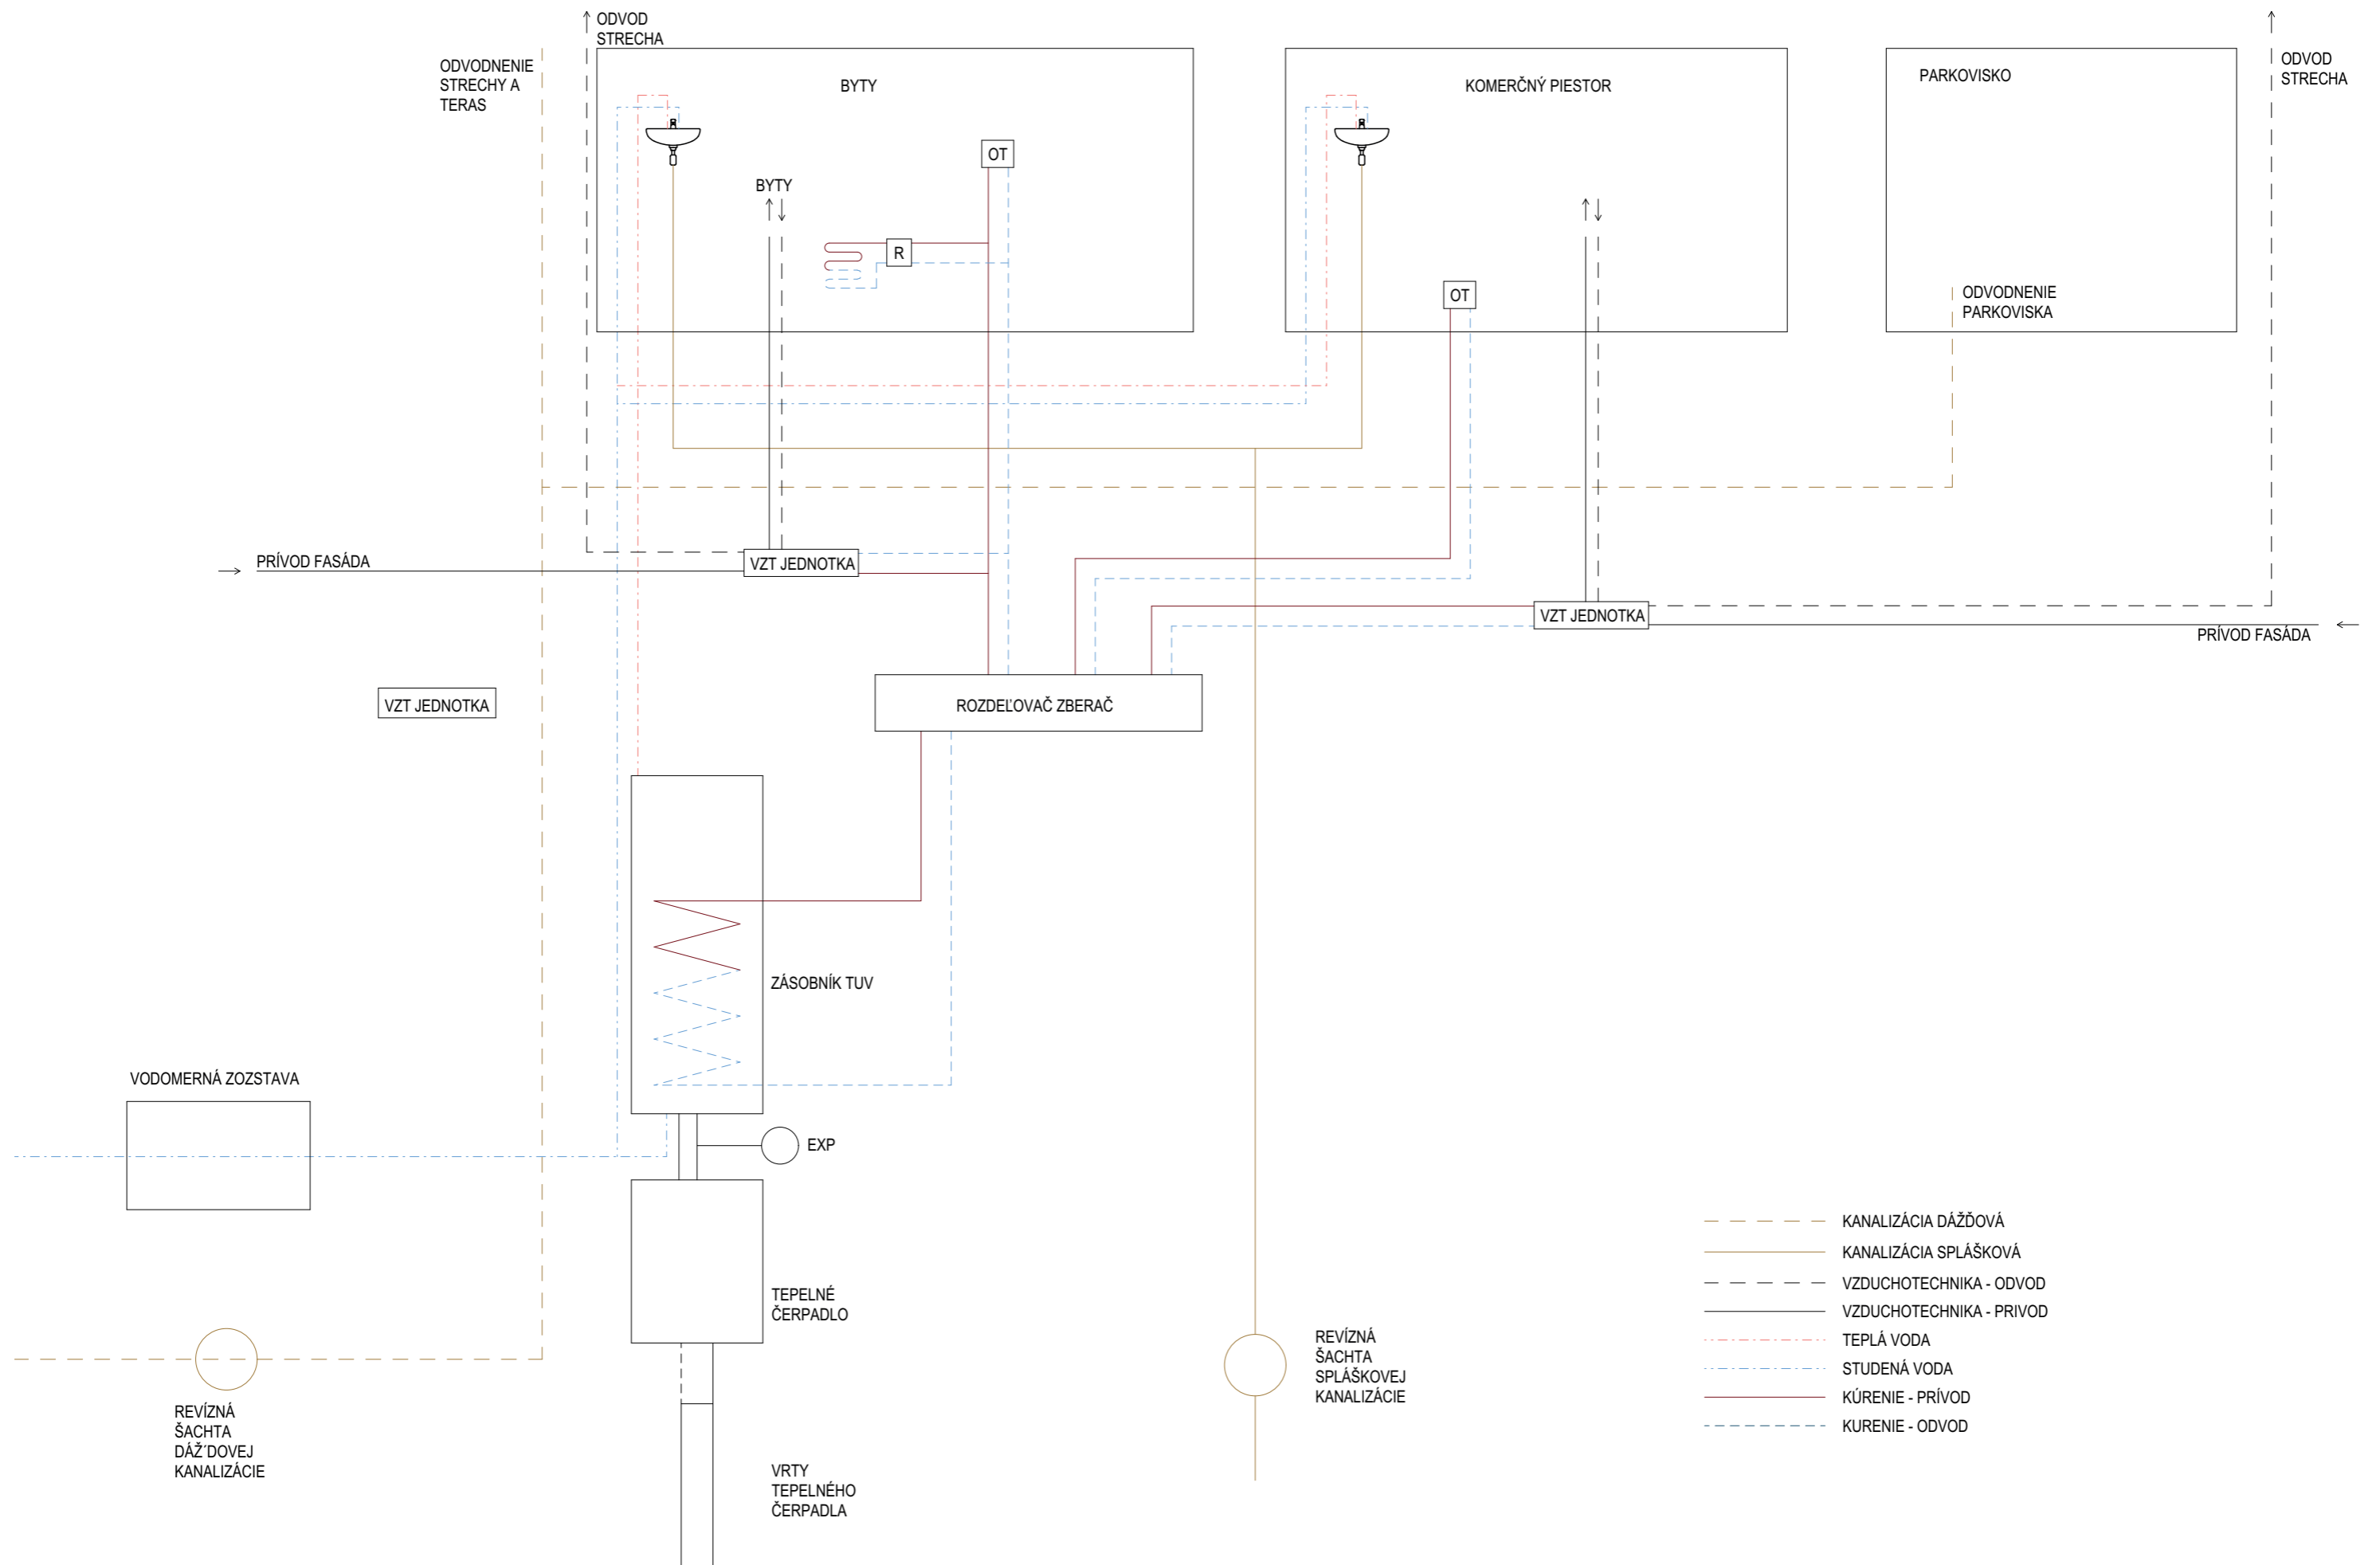 ODVOD
STRECHA
ODVODNENIE
STRECHY A
TERAS
BYTY
KOMERČNÝ PIESTOR
PARKOVISKO
ODVOD
STRECHA
OT
BYTY
R
OT
ODVODNENIE
PARKOVISKA
PRÍVOD FASÁDA
VZT JEDNOTKA
VZT JEDNOTKA
PRÍVOD FASÁDA
VZT JEDNOTKA
ROZDEĽOVAČ ZBERAČ
ZÁSOBNÍK TUV
VODOMERNÁ ZOZSTAVA
EXP
TEPELNÉ
ČERPADLO
REVÍZNÁ
ŠACHTA
SPLÁŠKOVEJ
KANALIZÁCIE
REVÍZNÁ
ŠACHTA
DÁŽ´DOVEJ
KANALIZÁCIE
VRTY
TEPELNÉHO
ČERPADLA
KANALIZÁCIA DÁŽĎOVÁ
KANALIZÁCIA SPLÁŠKOVÁ
VZDUCHOTECHNIKA - ODVOD
VZDUCHOTECHNIKA - PRIVOD
TEPLÁ VODA
STUDENÁ VODA
KÚRENIE - PRÍVOD
KURENIE - ODVOD